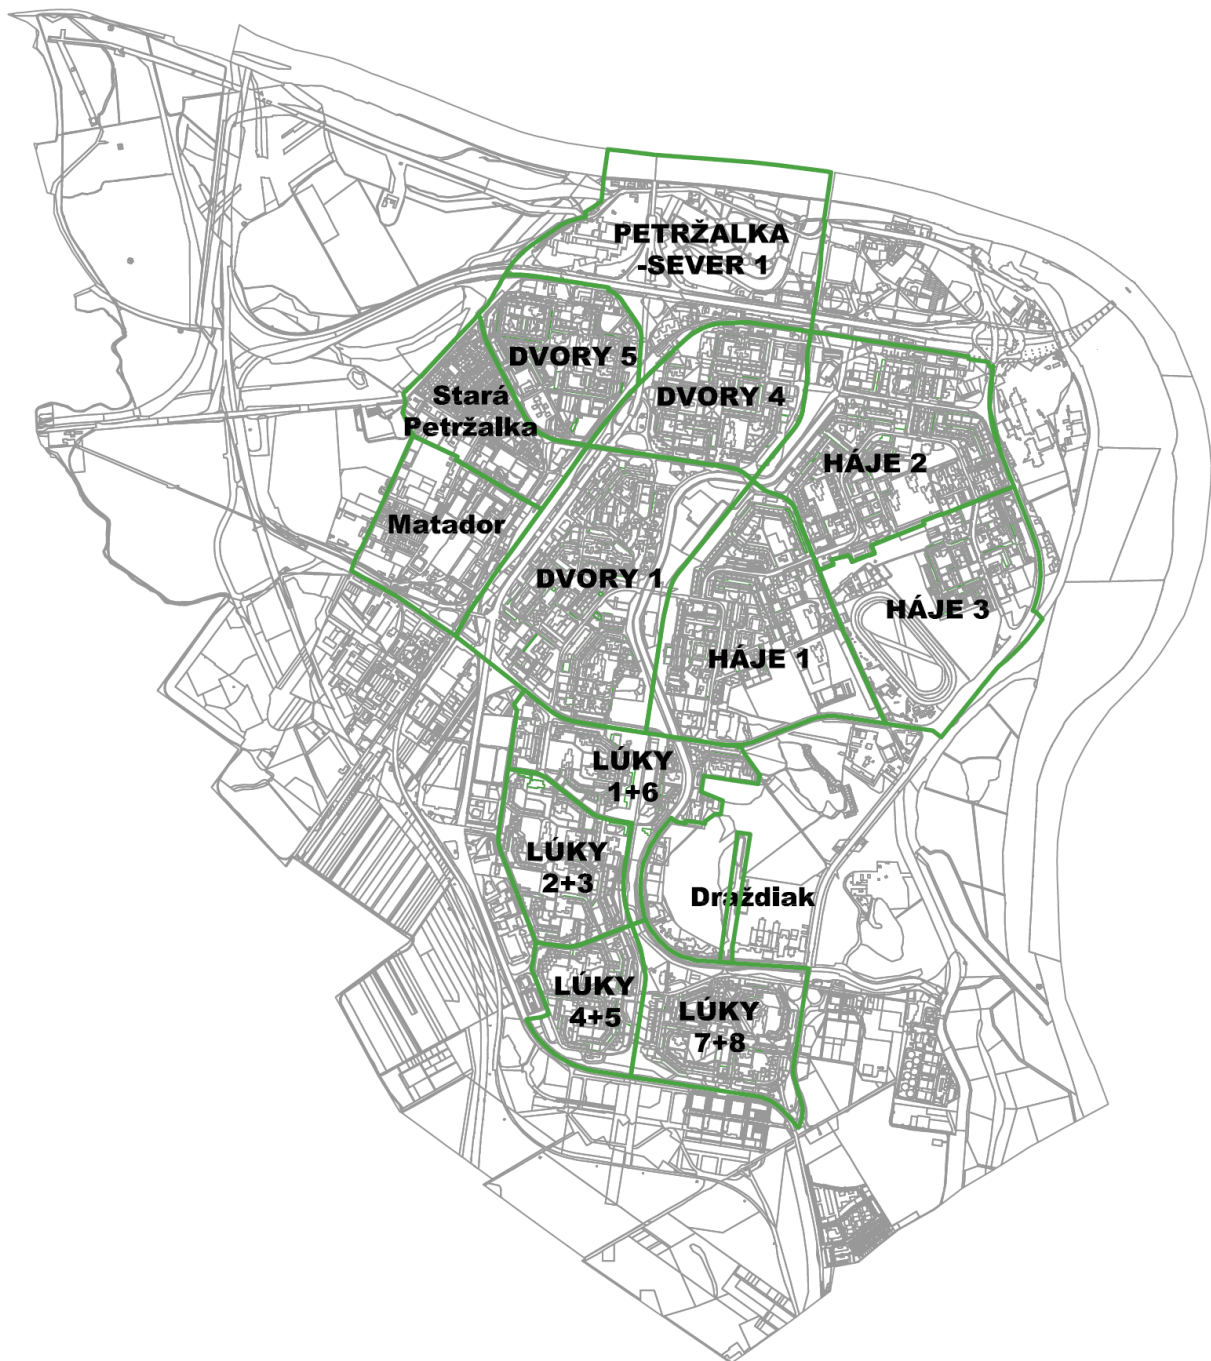 PETRŽALKA
-SEVER 1
DVORY 5
DVORY 4
Stará
Petržalka
HÁJE 2
Matador
DVORY 1
HÁJE 3
HÁJE 1
LÚKY
1+6
LÚKY
2+3
Draždiak
LÚKY
4+5
LÚKY
7+8